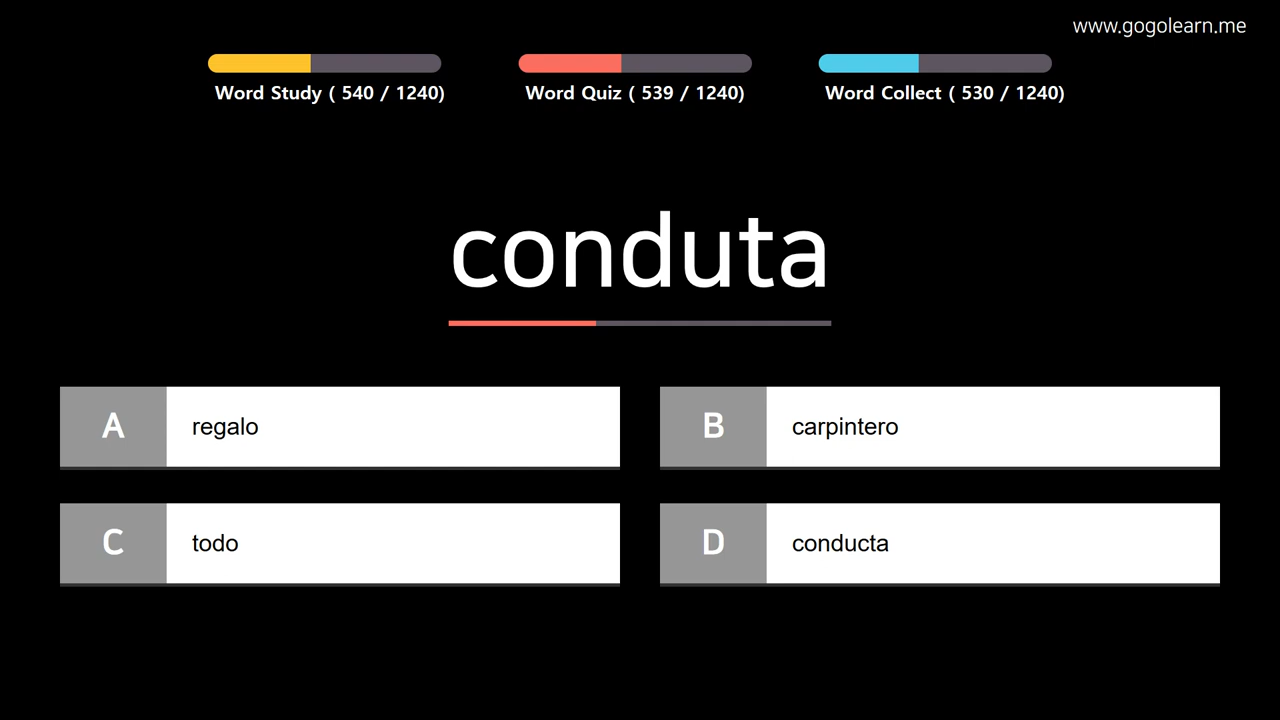 www.gogolearn.me
Word Study ( 540 / 1240)
Word Quiz ( 539 / 1240)
Word Collect ( 530 / 1240)
conduta
A regalo
B carpintero
C todo
D conducta